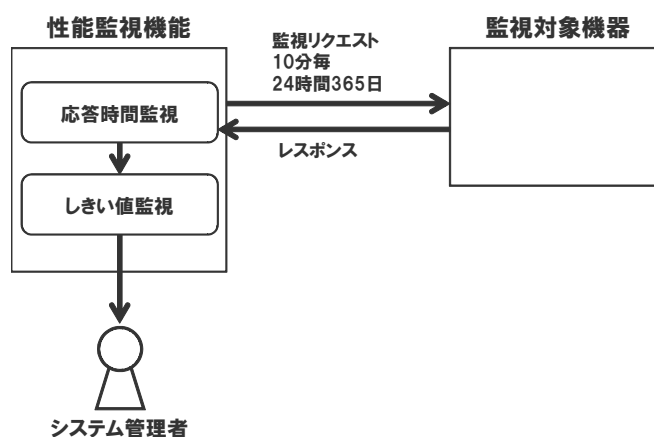 性能監視機能
監視対象機器
監視リクエスト
10分毎
24時間365日
応答時間監視
レスポンス
しきい値監視
システム管理者